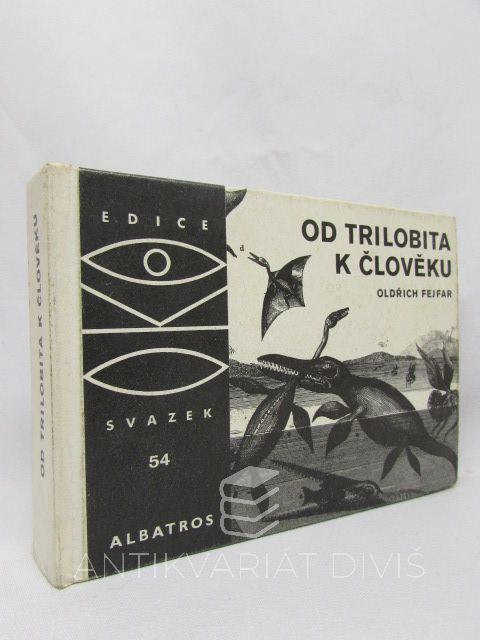 OD TRILOBITA K ČLOVĚKU
EDICE
SVAZEK
54
ALBATROS
OD TRILOBITA
K ČLOVĚKU
OLDŘICH FEJFAR
d
ANTIKVARIÁT DIVIŠ